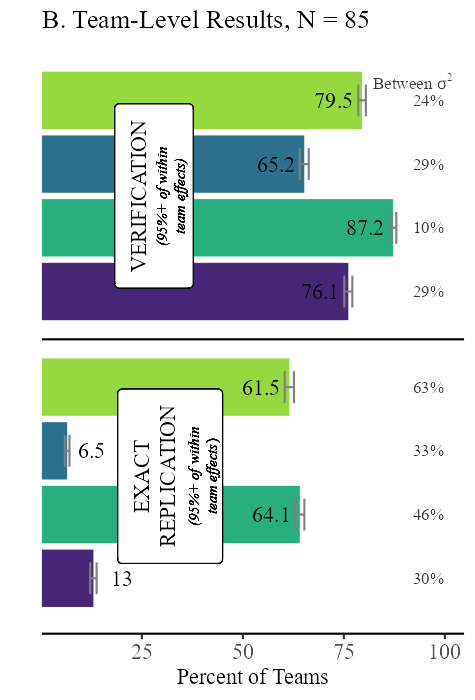 B. Team-Level Results, N = 85
Between σ²
79.5
24%
65.2
29%
87.2
10%
76.1
29%
VERIFICATION
(95%+ of within
team effects)
61.5
63%
6.5
33%
64.1
46%
13
30%
EXACT
REPLICATION
(95%+ of within
team effects)
25 50 75 100
Percent of Teams